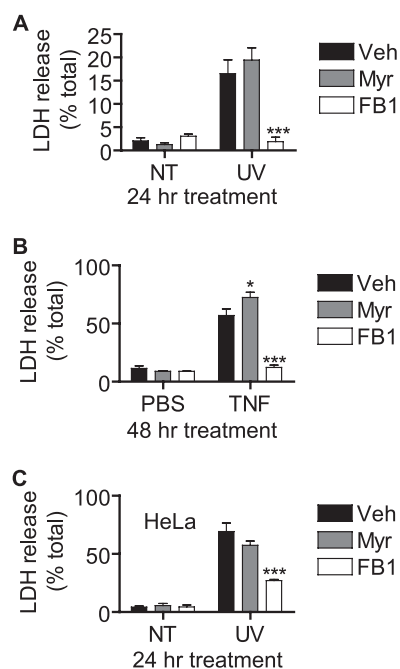 A
LDH release
(% total)
25
20
15
10
5
0
***
NT
UV
24 hr treatment
Veh
Myr
FB1
B
LDH release
(% total)
100
50
0
*
***
PBS
TNF
48 hr treatment
Veh
Myr
FB1
C
LDH release
(% total)
100
50
0
HeLa
***
NT
UV
24 hr treatment
Veh
Myr
FB1